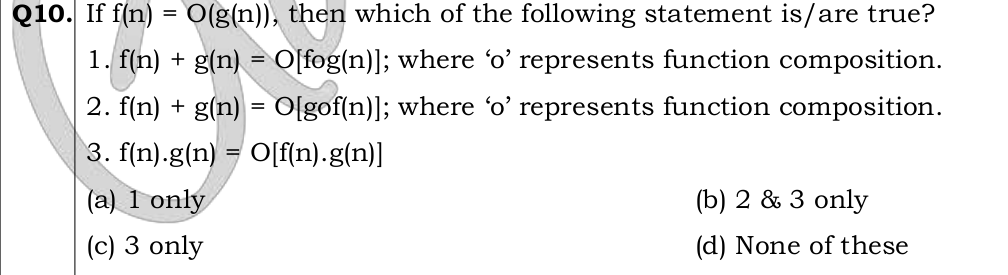 Q10. If f(n) = O(g(n)), then which of the following statement is/are true?
1. f(n) + g(n) = O[fog(n)]; where ‘o’ represents function composition.
2. f(n) + g(n) = O[gof(n)]; where ‘o’ represents function composition.
3. f(n).g(n) = O[f(n).g(n)]
(a) 1 only (b) 2 & 3 only
(c) 3 only (d) None of these